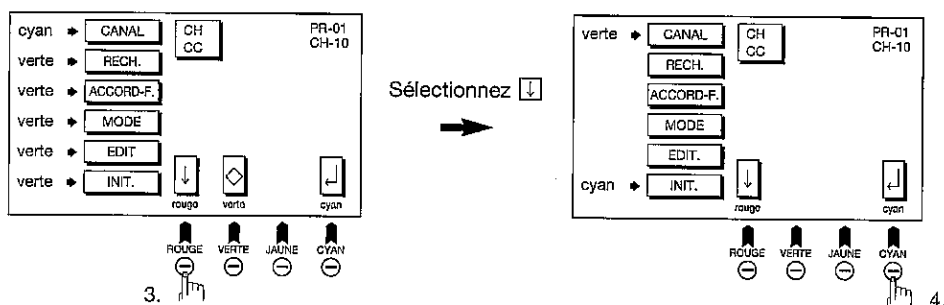 cyan CANAL CH CC PR-01 CH-10
verte RECH.
verte ACCORD-F.
verte MODE
verte EDIT
verte INIT. ↓ ◇ ↵
rouge verte cyan
ROUGE VERTE JAUNE CYAN
3.
Sélectionnez ↓
verte CANAL CH CC PR-01 CH-10
RECH.
ACCORD-F.
MODE
EDIT.
cyan INIT. ↓ ↵
rouge cyan
ROUGE VERTE JAUNE CYAN
4.